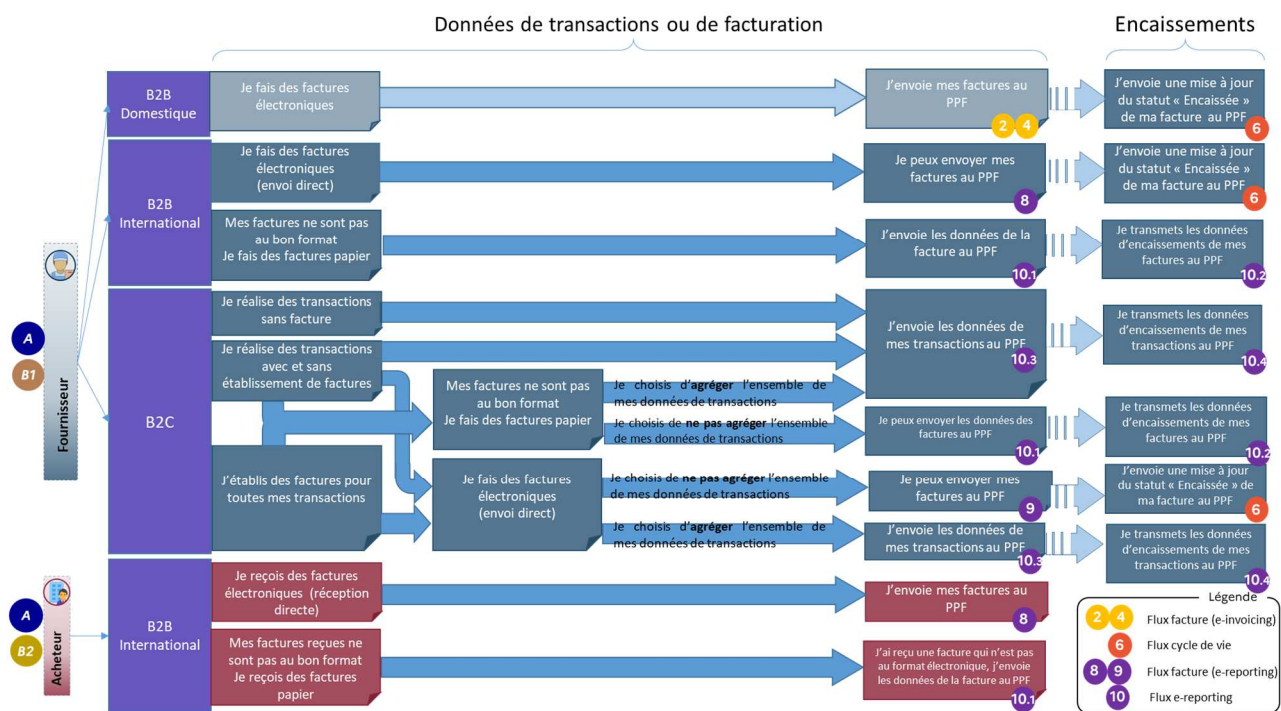 Données de transactions ou de facturation
Encaissements
B2B
Domestique
Je fais des factures
électroniques
J'envoie mes factures au
PPF
2 4
J'envoie une mise à jour
du statut « Encaissée »
de ma facture au PPF
6
B2B
International
Je fais des factures
électroniques
(envoi direct)
Je peux envoyer mes
factures au PPF
8
J'envoie une mise à jour
du statut « Encaissée »
de ma facture au PPF
6
Mes factures ne sont pas
au bon format
Je fais des factures papier
J'envoie les données de la
facture au PPF
10.1
Je transmets les données
d'encaissements de mes
factures au PPF
10.2
A
B1
Fournisseur
B2C
Je réalise des transactions
sans facture
J'envoie les données de
mes transactions au PPF
10.3
Je transmets les données
d'encaissements de mes
transactions au PPF
10.4
Je réalise des transactions
avec et sans
établissement de factures
Mes factures ne sont pas
au bon format
Je fais des factures papier
Je choisis d'agréger l'ensemble de
mes données de transactions
Je choisis de ne pas agréger l'ensemble
de mes données de transactions
Je peux envoyer les données des
factures au PPF
10.1
Je transmets les données
d'encaissements de mes
factures au PPF
10.2
J'établis des factures pour
toutes mes transactions
Je fais des factures
électroniques
(envoi direct)
Je choisis de ne pas agréger l'ensemble
de mes données de transactions
Je peux envoyer mes
factures au PPF
9
J'envoie une mise à jour
du statut « Encaissée » de
ma facture au PPF
6
Je choisis d'agréger l'ensemble de
mes données de transactions
J'envoie les données de
mes transactions au PPF
10.3
Je transmets les données
d'encaissements de mes
transactions au PPF
10.4
A
B2
Acheteur
B2B
International
Je reçois des factures
électroniques (réception
directe)
J'envoie mes factures au
PPF
8
Mes factures reçues ne
sont pas au bon format
Je reçois des factures
papier
J'ai reçu une facture qui n'est pas
au format électronique, j'envoie
les données de la facture au PPF
10.1
Légende
2 4 Flux facture (e-invoicing)
6 Flux cycle de vie
8 9 Flux facture (e-reporting)
10 Flux e-reporting